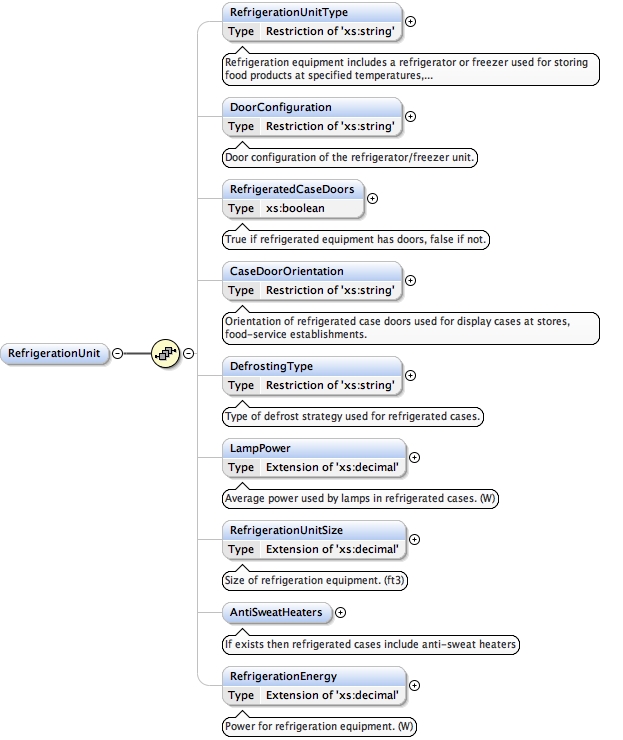 RefrigerationUnitType
Type Restriction of 'xs:string'
Refrigeration equipment includes a refrigerator or freezer used for storing
food products at specified temperatures,...
DoorConfiguration
Type Restriction of 'xs:string'
Door configuration of the refrigerator/freezer unit.
RefrigeratedCaseDoors
Type xs:boolean
True if refrigerated equipment has doors, false if not.
CaseDoorOrientation
Type Restriction of 'xs:string'
Orientation of refrigerated case doors used for display cases at stores,
food-service establishments.
RefrigerationUnit
DefrostingType
Type Restriction of 'xs:string'
Type of defrost strategy used for refrigerated cases.
LampPower
Type Extension of 'xs:decimal'
Average power used by lamps in refrigerated cases. (W)
RefrigerationUnitSize
Type Extension of 'xs:decimal'
Size of refrigeration equipment. (ft3)
AntiSweatHeaters
If exists then refrigerated cases include anti-sweat heaters
RefrigerationEnergy
Type Extension of 'xs:decimal'
Power for refrigeration equipment. (W)